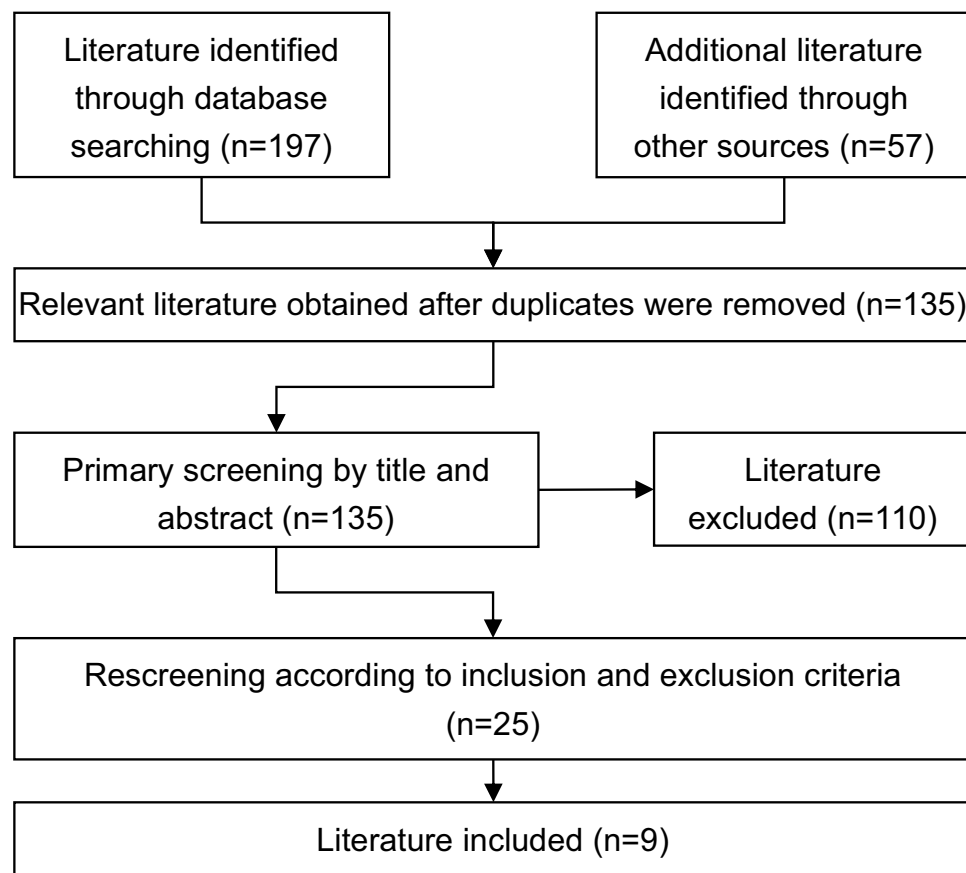 Literature identified
through database
searching (n=197)
Additional literature
identified through
other sources (n=57)
Relevant literature obtained after duplicates were removed (n=135)
Primary screening by title and
abstract (n=135)
Literature
excluded (n=110)
Rescreening according to inclusion and exclusion criteria
(n=25)
Literature included (n=9)